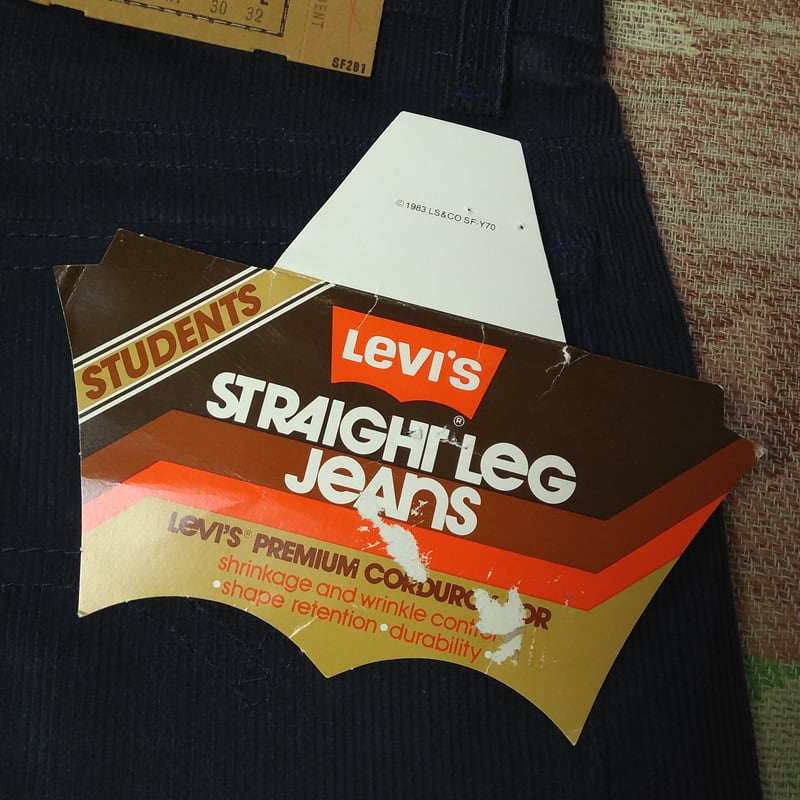 30 32
SF291
© 1983 LS&CO SF-Y70
STUDENTS
LEVI'S
®
STRAIGHT LEG
JEANS
LEVI'S® PREMIUM CORDUROY FOR
shrinkage and wrinkle control
•shape retention•durability•